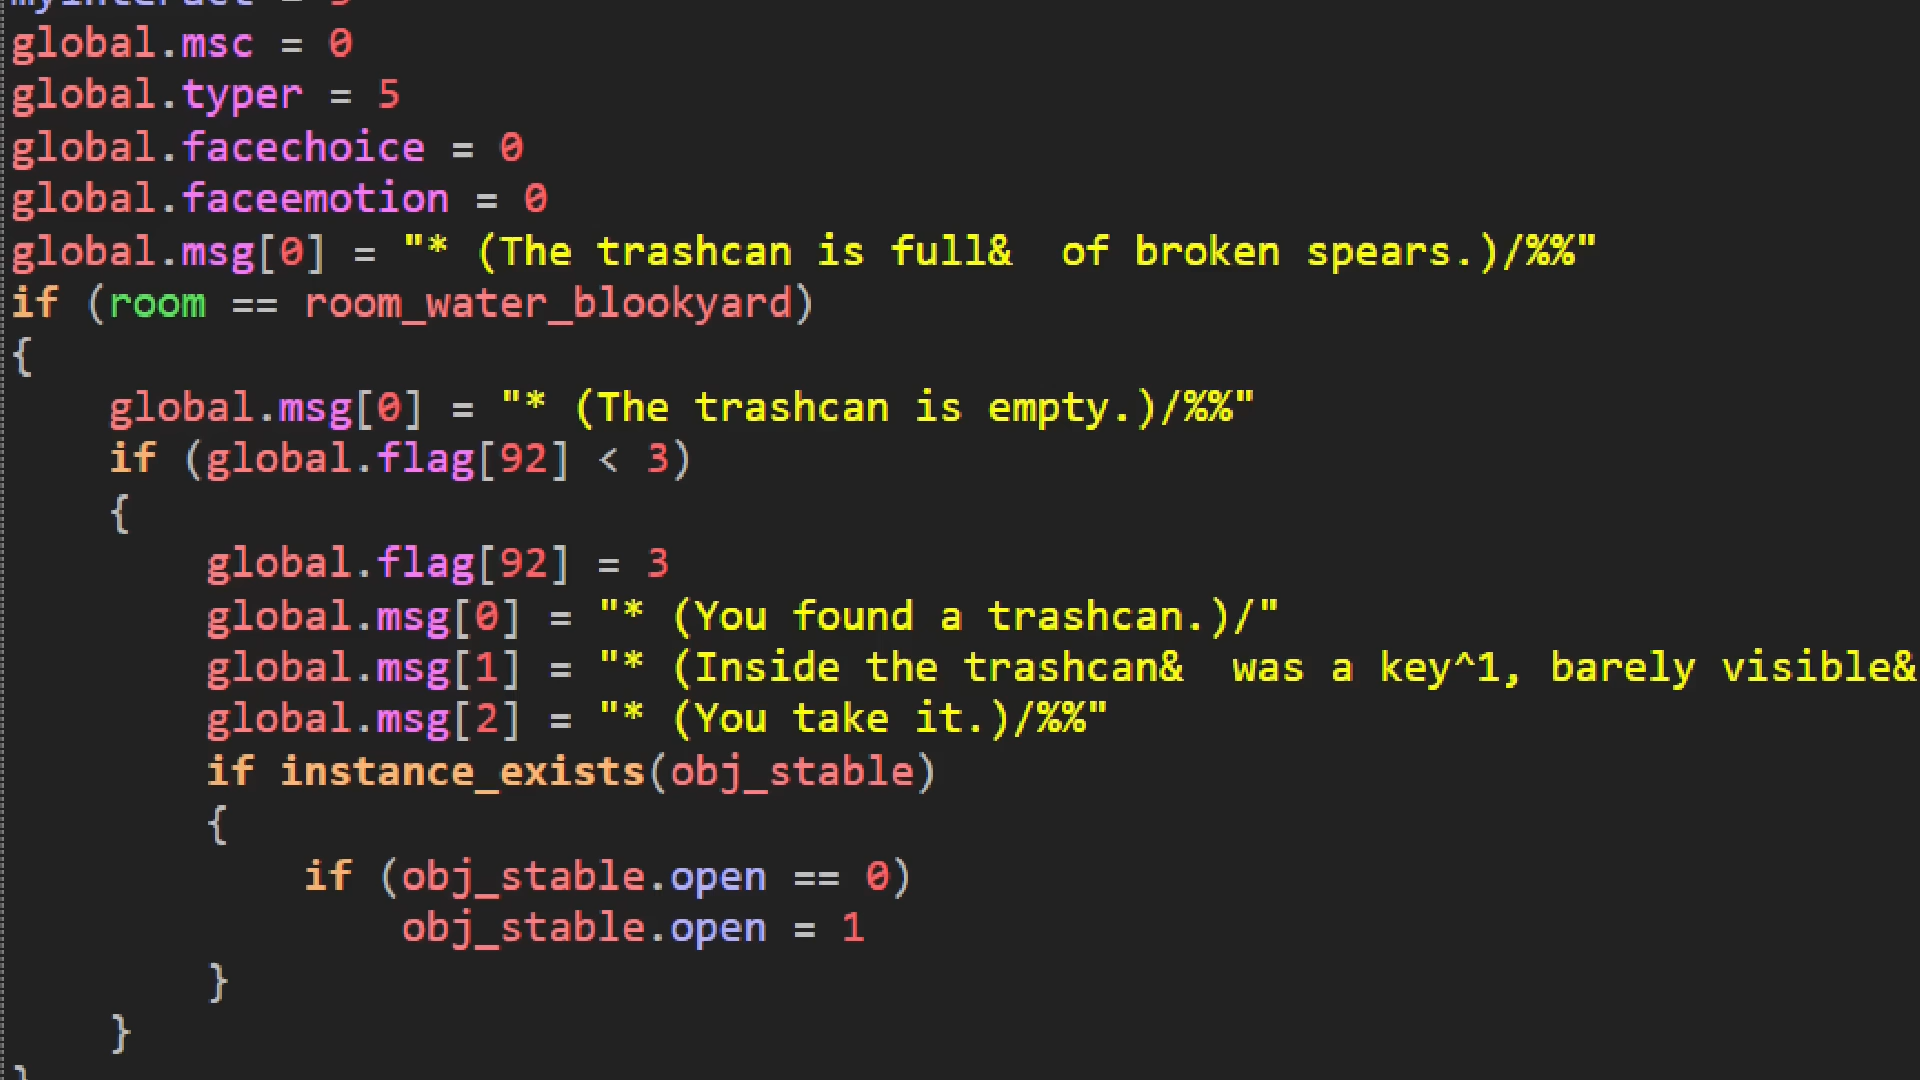 myinteract = 3
global.msc = 0
global.typer = 5
global.facechoice = 0
global.faceemotion = 0
global.msg[0] = "* (The trashcan is full&  of broken spears.)/%%"
if (room == room_water_blookyard)
{
    global.msg[0] = "* (The trashcan is empty.)/%%"
    if (global.flag[92] < 3)
    {
        global.flag[92] = 3
        global.msg[0] = "* (You found a trashcan.)/"
        global.msg[1] = "* (Inside the trashcan&  was a key^1, barely visible&
        global.msg[2] = "* (You take it.)/%%"
        if instance_exists(obj_stable)
        {
            if (obj_stable.open == 0)
                obj_stable.open = 1
        }
    }
}